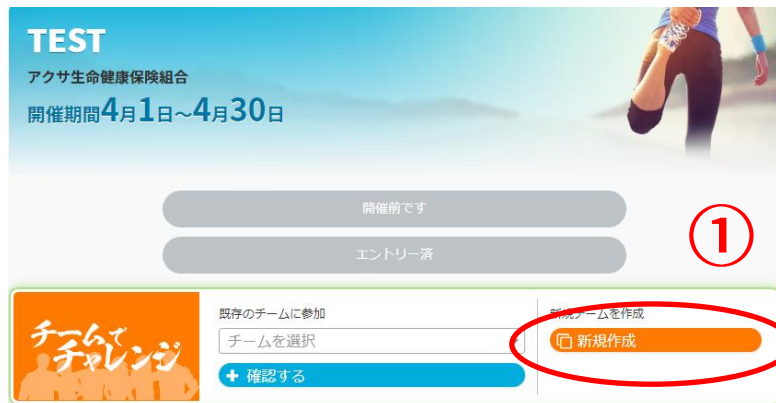 TEST
アクサ生命健康保険組合
開催期間4月1日~4月30日
開催前です
エントリー済
①
チームで
チャレンジ
既存のチームに参加
チームを選択
確認する
新規チームを作成
新規作成